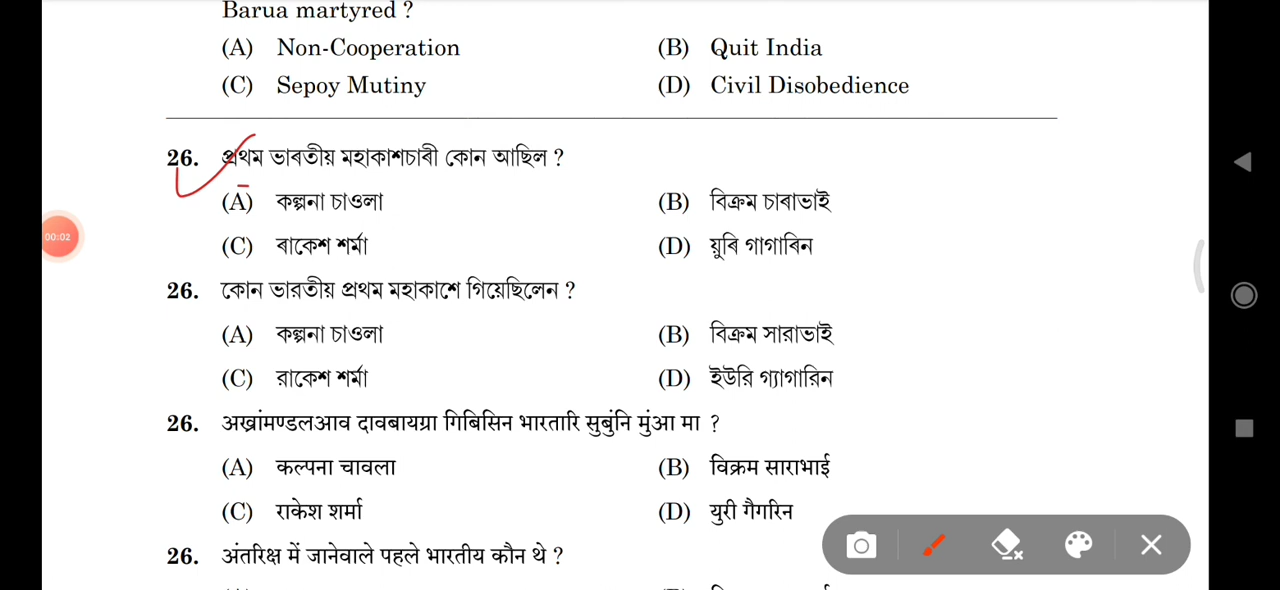 Barua martyred ?
(A) Non-Cooperation (B) Quit India
(C) Sepoy Mutiny (D) Civil Disobedience
26. প্ৰথম ভাৰতীয় মহাকাশচাৰী কোন আছিল ?
(A) কল্পনা চাওলা (B) বিক্ৰম চাৰাভাই
(C) ৰাকেশ শৰ্মা (D) য়ুৰি গাগাৰিন
00:02
26. কোন ভারতীয় প্রথম মহাকাশে গিয়েছিলেন ?
(A) কল্পনা চাওলা (B) বিক্রম সারাভাই
(C) রাকেশ শর্মা (D) ইউরি গ্যাগারিন
26. अख्रांमण्डलआव दावबायग्रा गिबिसिन भारतारि सुबुंनि मुंआ मा ?
(A) कल्पना चावला (B) विक्रम साराभाई
(C) राकेश शर्मा (D) युरी गैगरिन
26. अंतरिक्ष में जानेवाले पहले भारतीय कौन थे ?